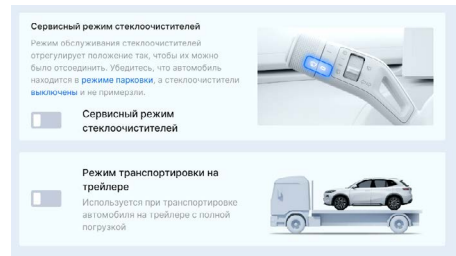 Сервисный режим стеклоочистителей
Режим обслуживания стеклоочистителей
отрегулирует положение так, чтобы их можно
было отсоединить. Убедитесь, что автомобиль
находится в режиме парковки, а стеклоочистители
выключены и не примерзли.
Сервисный режим
стеклоочистителей
Режим транспортировки на
трейлере
Используется при транспортировке
автомобиля на трейлере с полной
погрузкой